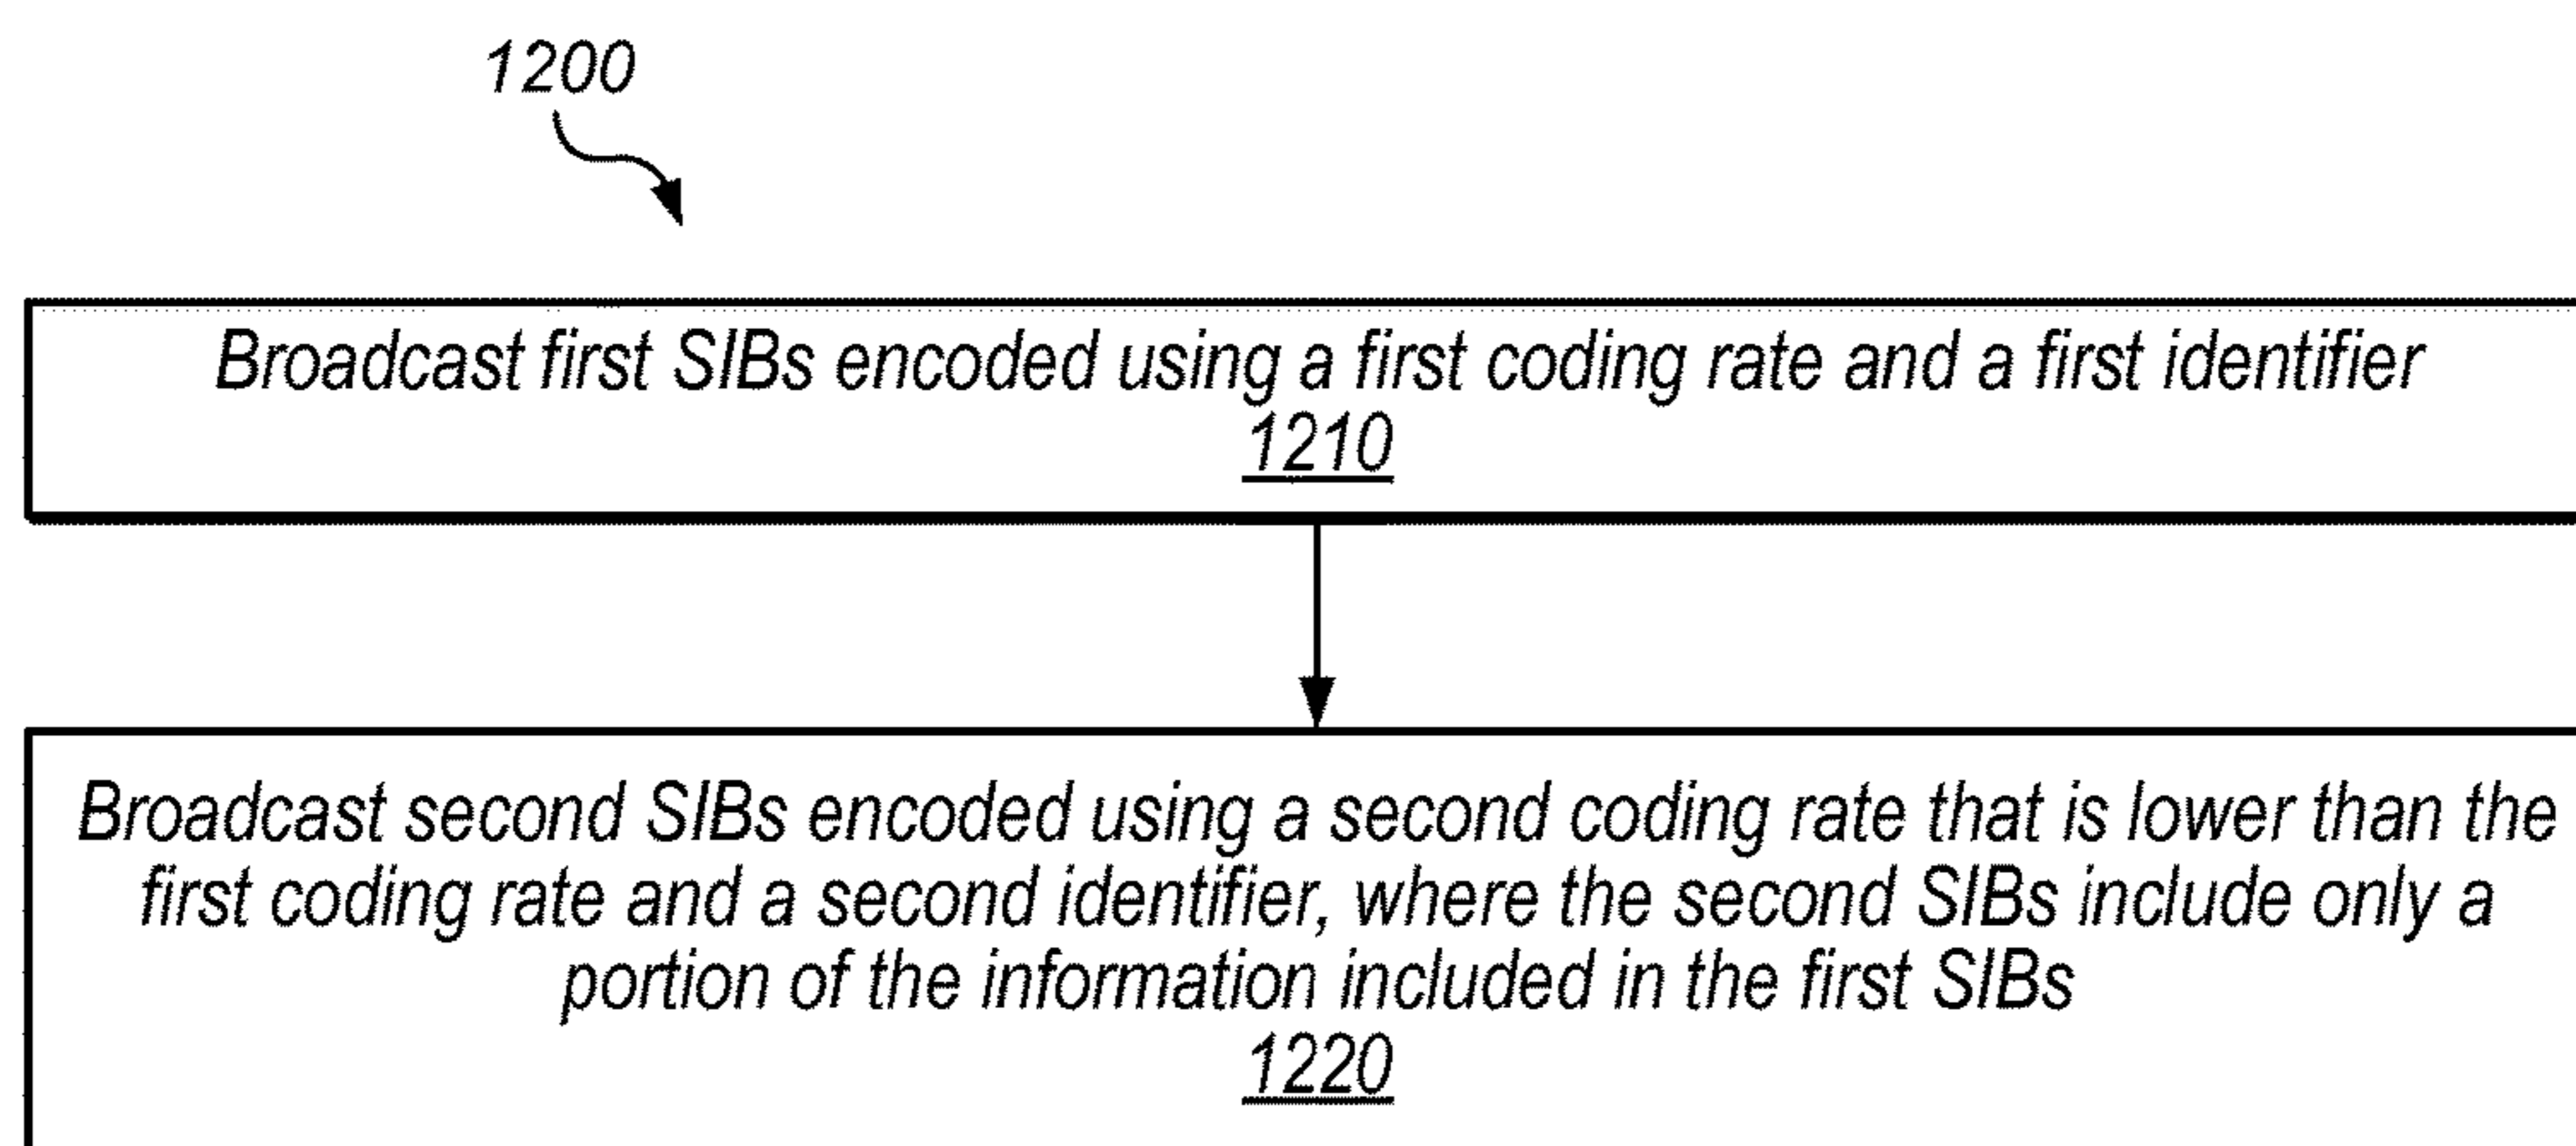 1200
Broadcast first SIBs encoded using a first coding rate and a first identifier
1210
Broadcast second SIBs encoded using a second coding rate that is lower than the
first coding rate and a second identifier, where the second SIBs include only a
portion of the information included in the first SIBs
1220